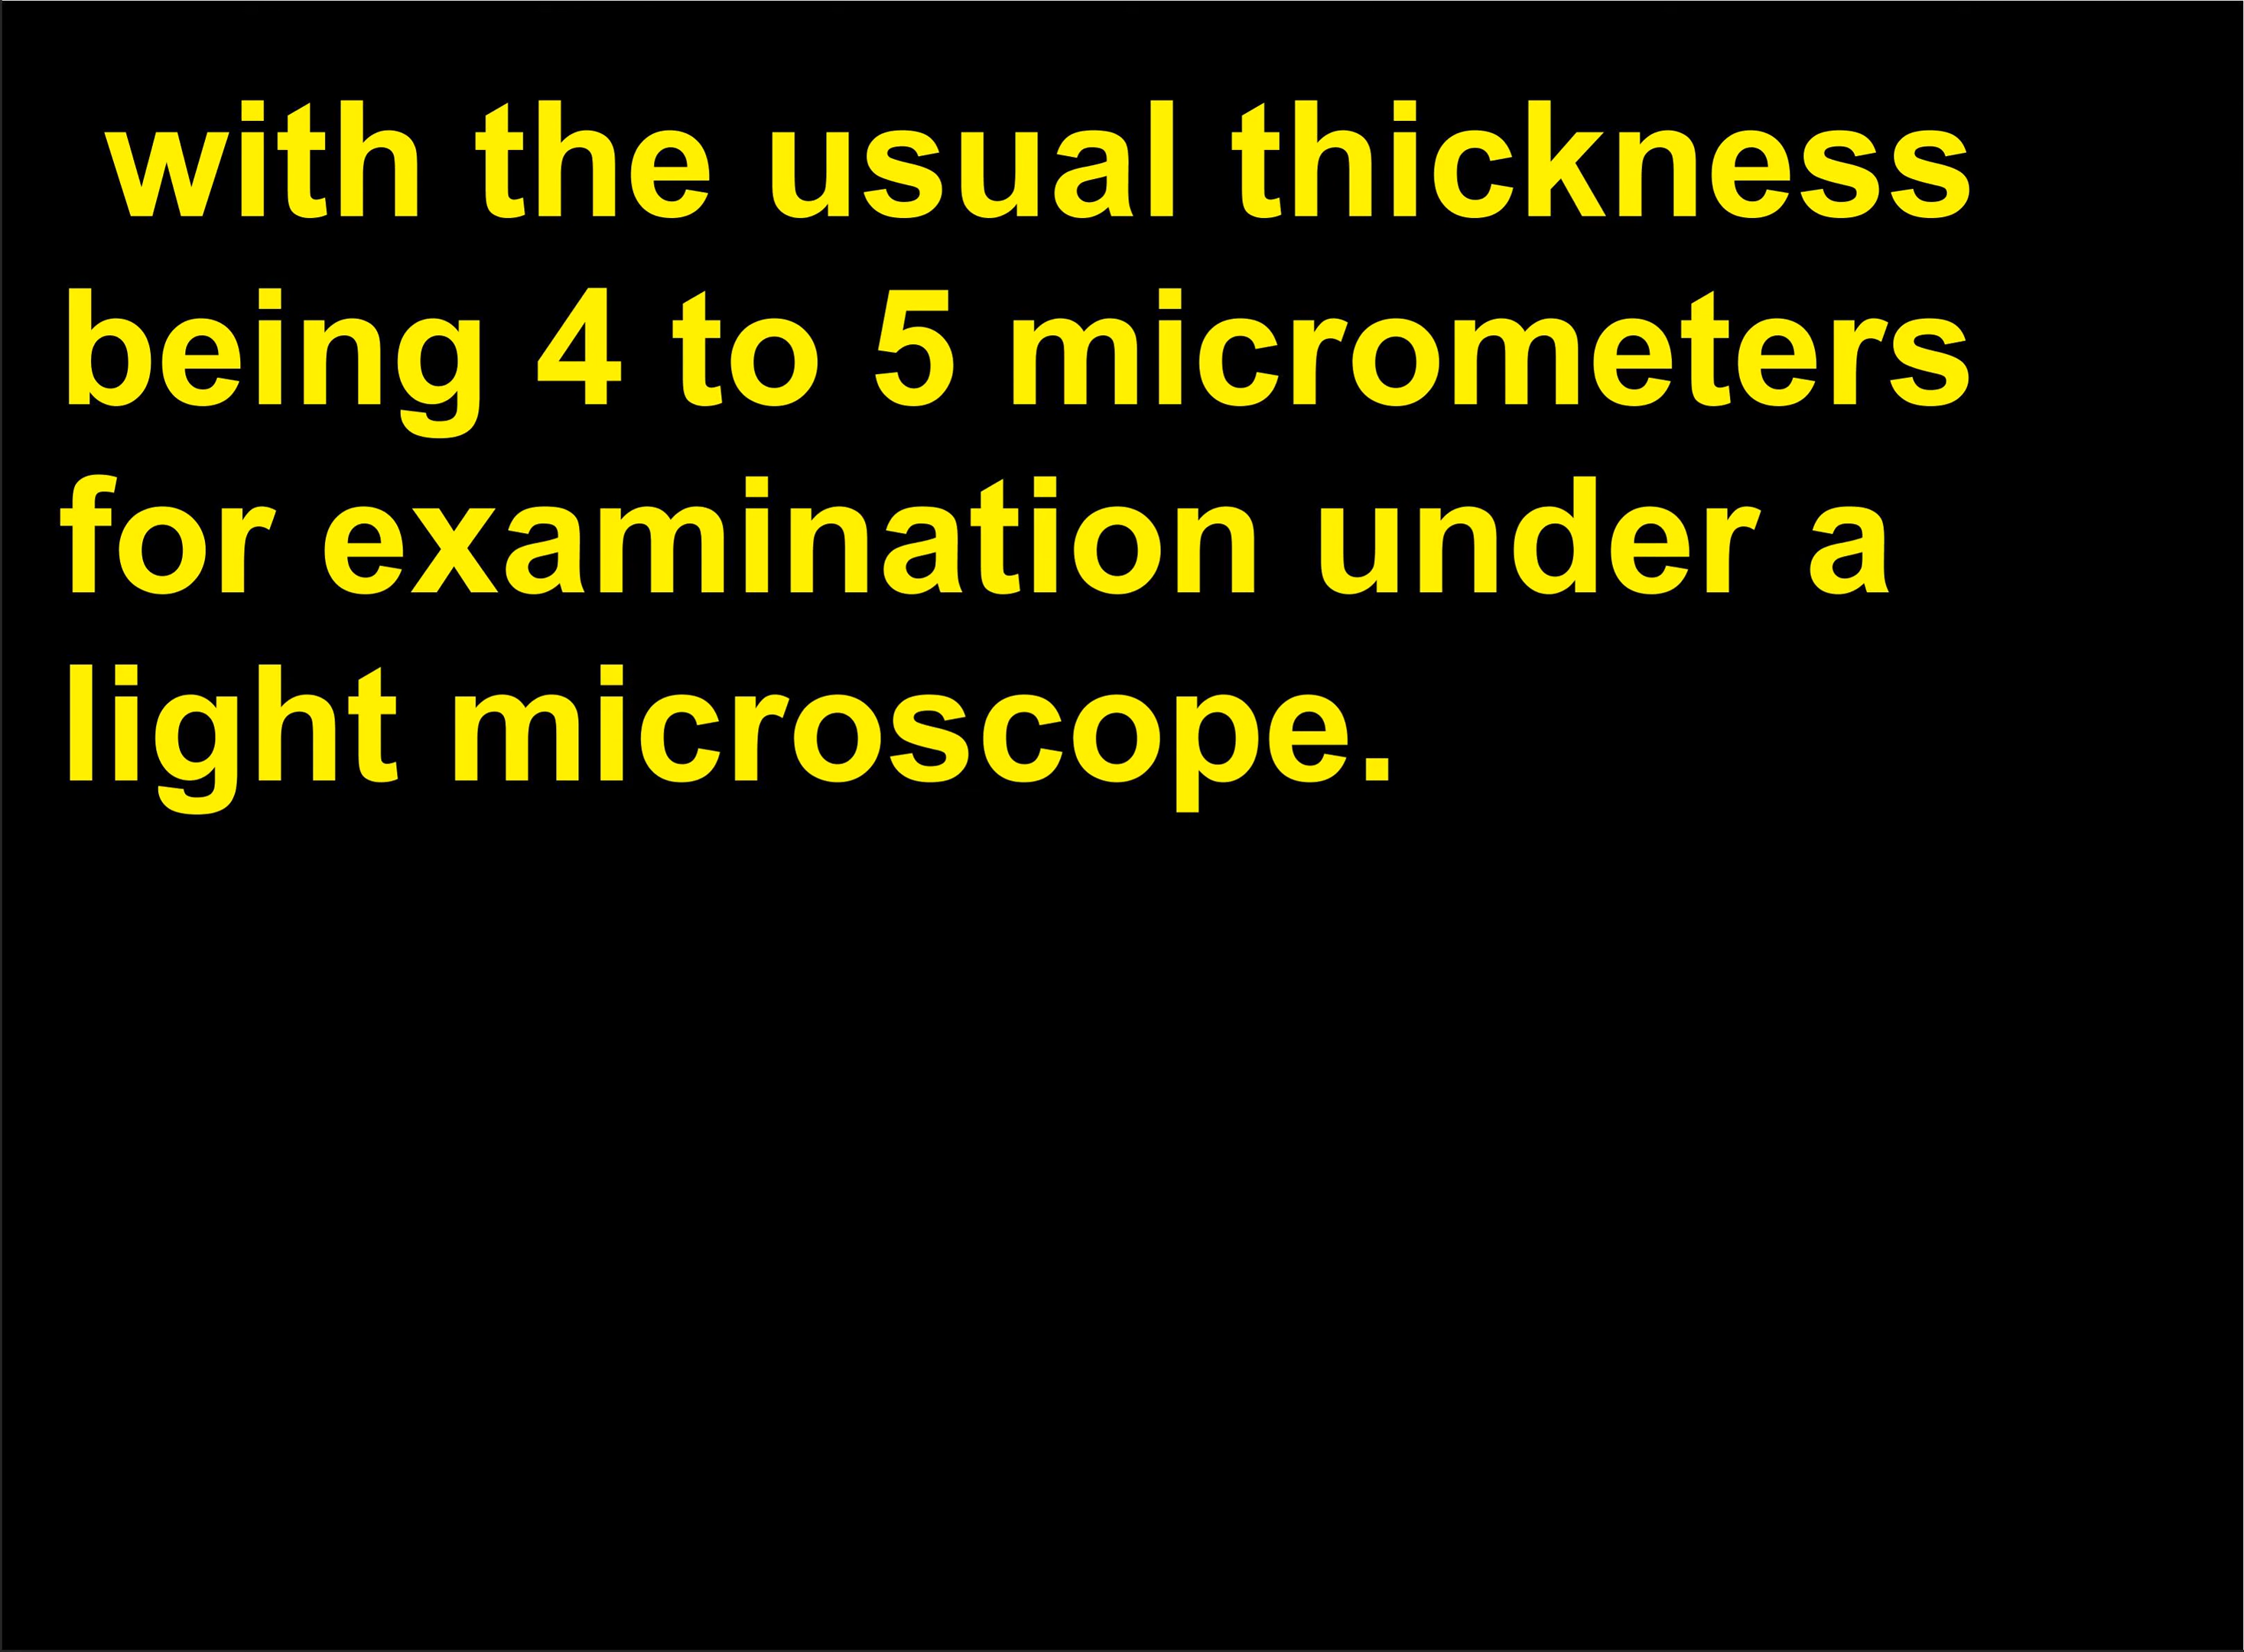 with the usual thickness
being 4 to 5 micrometers
for examination under a
light microscope.